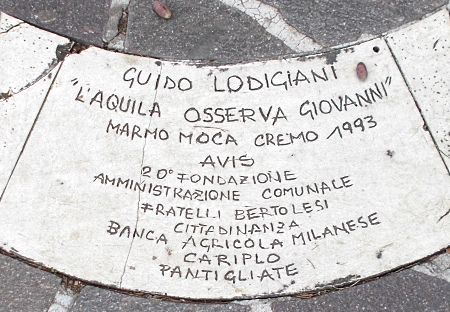 GUIDO LODIGIANI
"L'AQUILA OSSERVA GIOVANNI"
MARMO MOCA CREMO 1993
AVIS
20° FONDAZIONE
AMMINISTRAZIONE COMUNALE
FRATELLI BERTOLESI
CITTADINANZA
BANCA AGRICOLA MILANESE
CARIPLO
PANTIGLIATE